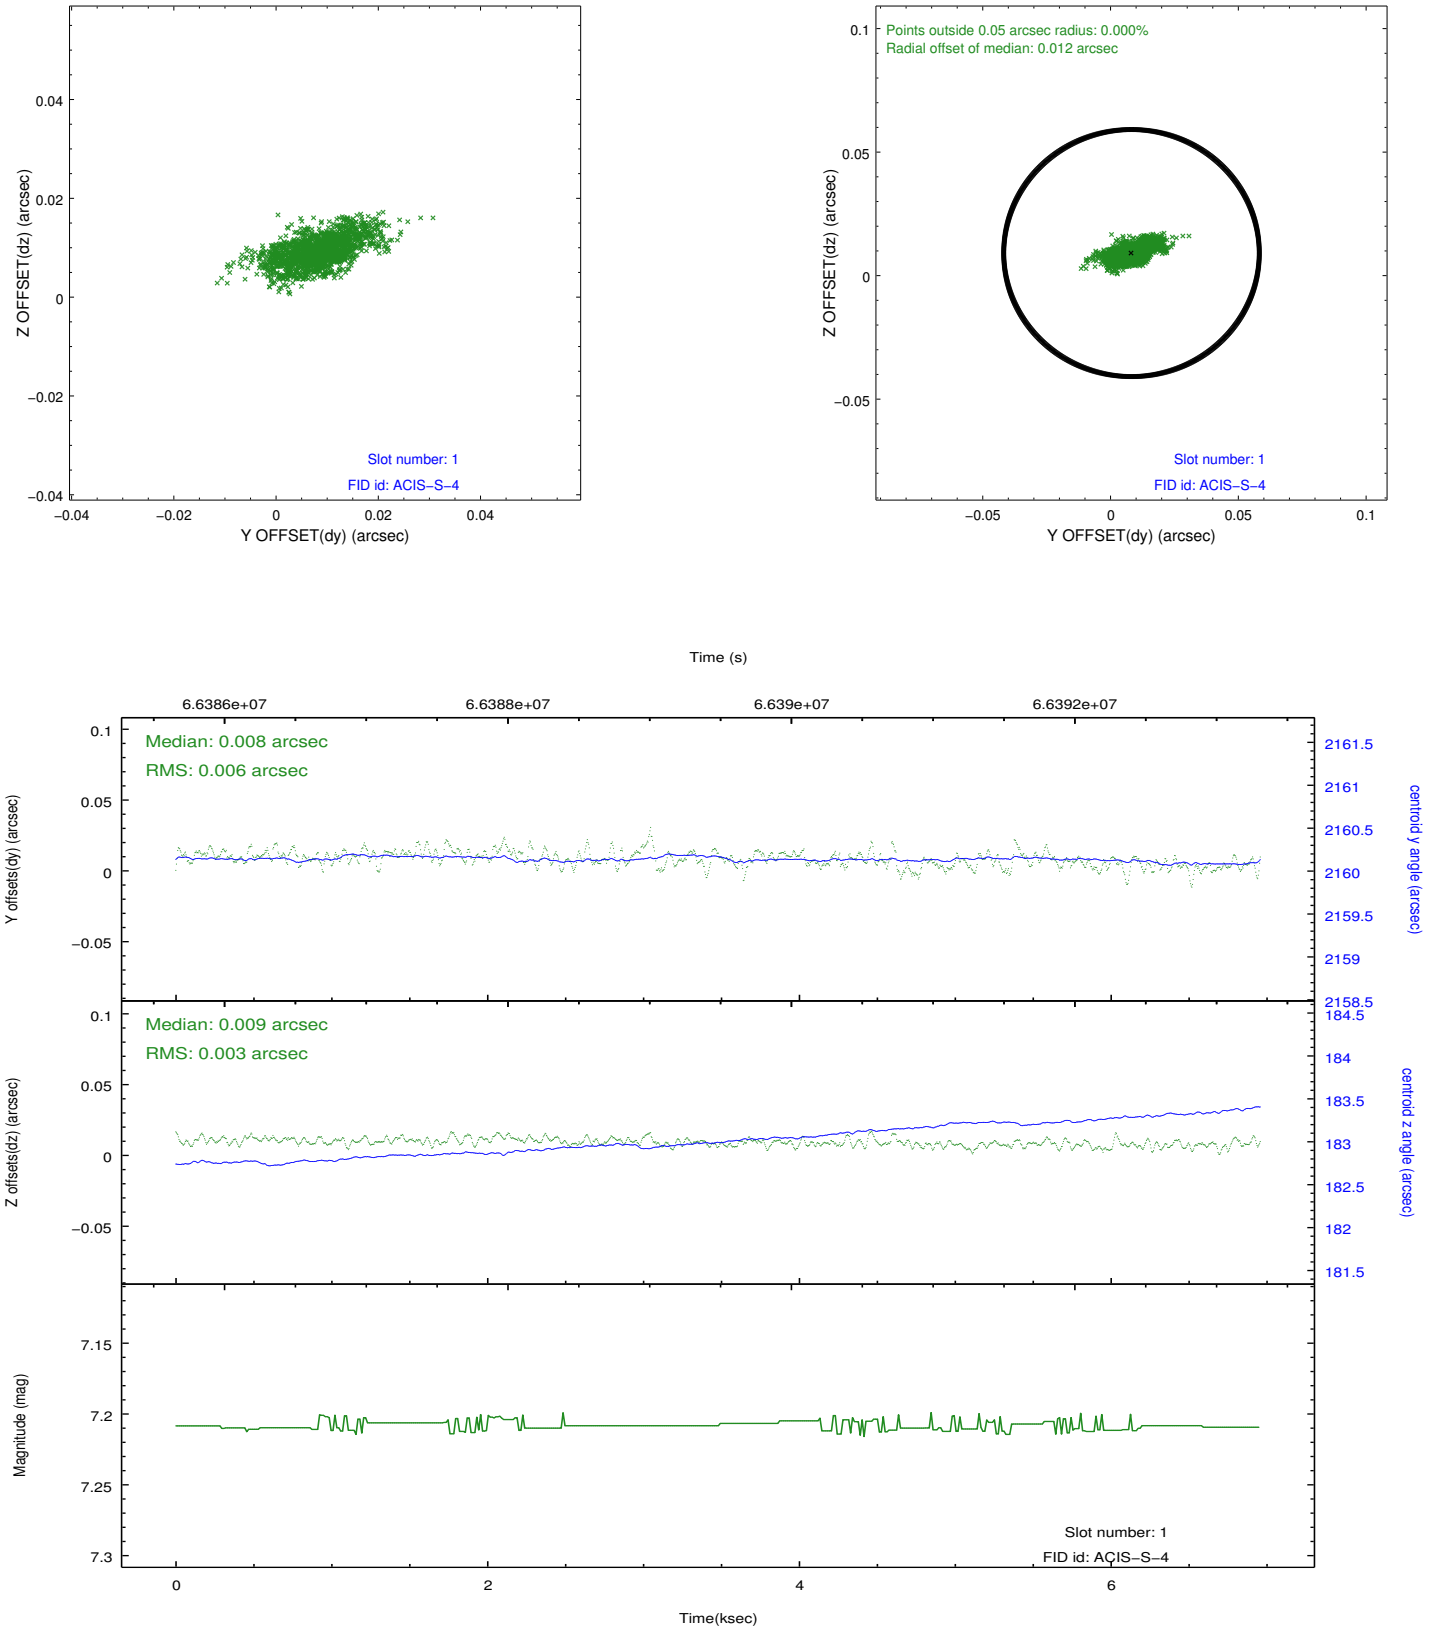 0.04
0.02
0
−0.02
−0.04
Z OFFSET(dz) (arcsec)
Slot number: 1
FID id: ACIS−S−4
−0.04 −0.02 0 0.02 0.04
Y OFFSET(dy) (arcsec)
Points outside 0.05 arcsec radius: 0.000%
Radial offset of median: 0.012 arcsec
0.1
0.05
0
−0.05
Z OFFSET(dz) (arcsec)
Slot number: 1
FID id: ACIS−S−4
−0.05 0 0.05 0.1
Y OFFSET(dy) (arcsec)
Time (s)
6.6386e+07 6.6388e+07 6.639e+07 6.6392e+07
Median: 0.008 arcsec
RMS: 0.006 arcsec
0.1
0.05
0
−0.05
Y offsets(dy) (arcsec)
2161.5
2161
2160.5
2160
2159.5
2159
2158.5
centroid y angle (arcsec)
Median: 0.009 arcsec
RMS: 0.003 arcsec
0.1
0.05
0
−0.05
Z offsets(dz) (arcsec)
184.5
184
183.5
183
182.5
182
181.5
centroid z angle (arcsec)
7.15
7.2
7.25
7.3
Magnitude (mag)
Slot number: 1
FID id: ACIS−S−4
0 2 4 6
Time(ksec)